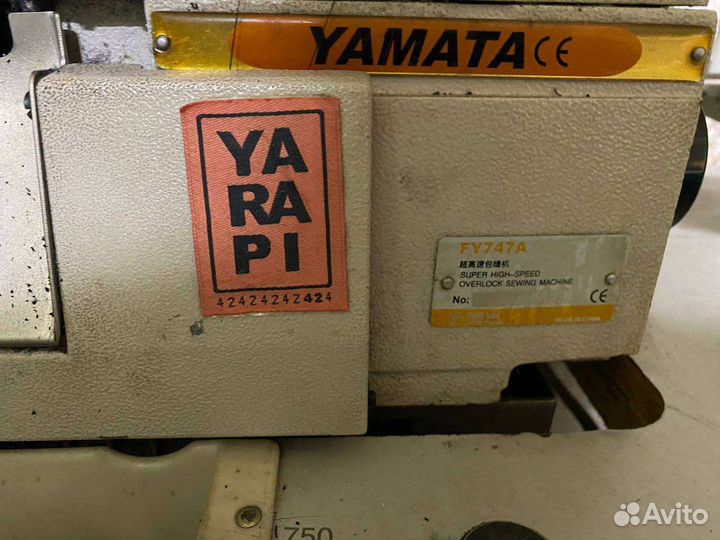 YAMATA CE
YA
RA
PI
42424242424
FY747A
超高速包缝机
SUPER HIGH-SPEED
OVERLOCK SEWING MACHINE
No: CE
MADE IN CHINA
750
Avito